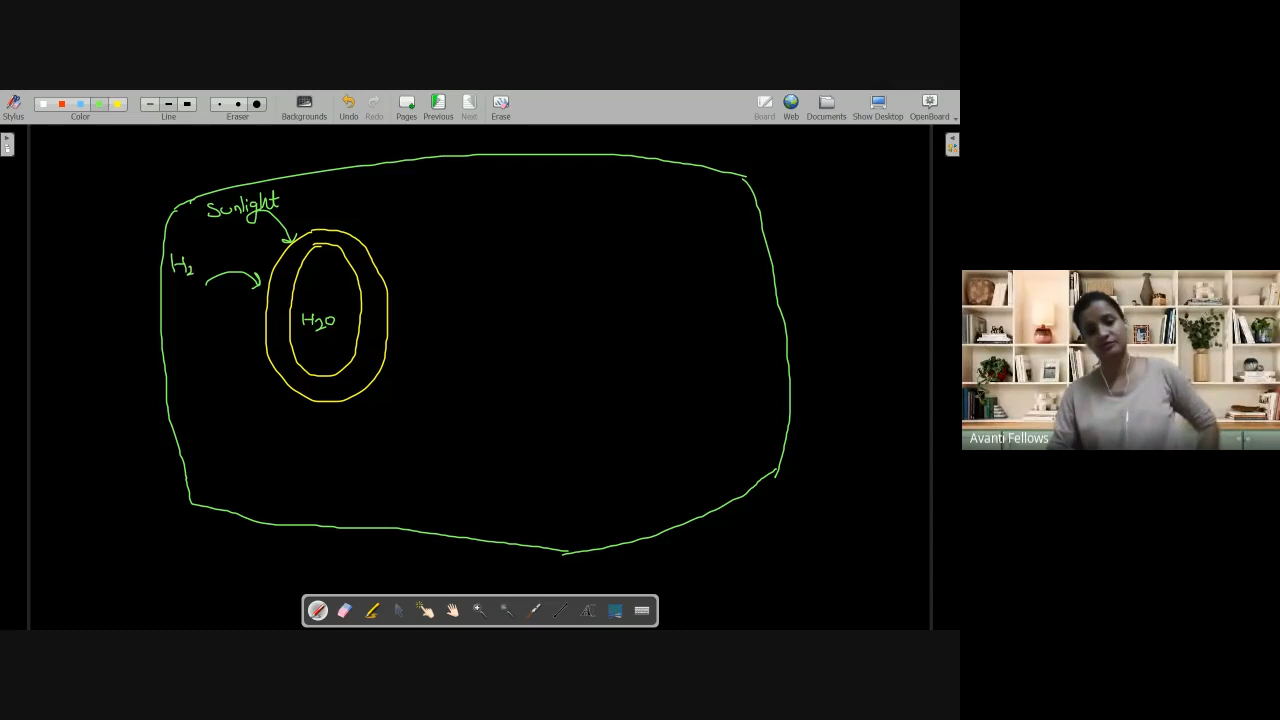 Stylus
Color
Line
Eraser
Backgrounds
Undo
Redo
Pages
Previous
Next
Erase
Board
Web
Documents
Show Desktop
OpenBoard
Sunlight
H₂
H₂O
Avanti Fellows